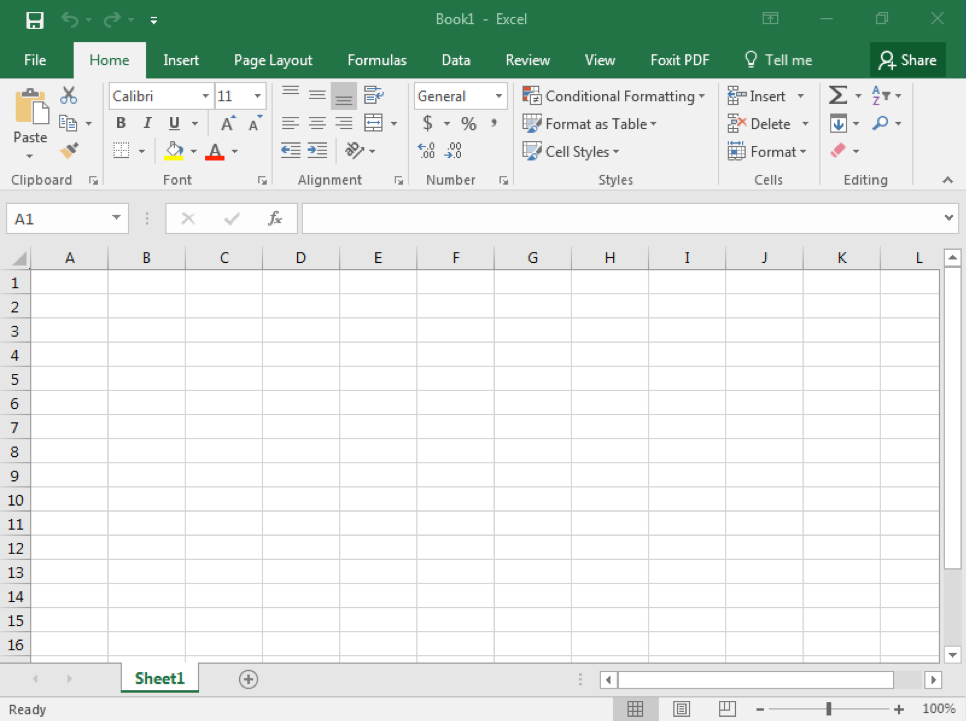 Book1 - Excel
File Home Insert Page Layout Formulas Data Review View Foxit PDF Tell me Share
Calibri 11 General Conditional Formatting Insert Σ A Z
Paste B I U A A $ % , Format as Table Delete
A .0 .00 .00 .0 Cell Styles Format
Clipboard Font Alignment Number Styles Cells Editing
A1 fx
A B C D E F G H I J K L
1
2
3
4
5
6
7
8
9
10
11
12
13
14
15
16
Sheet1
Ready 100%